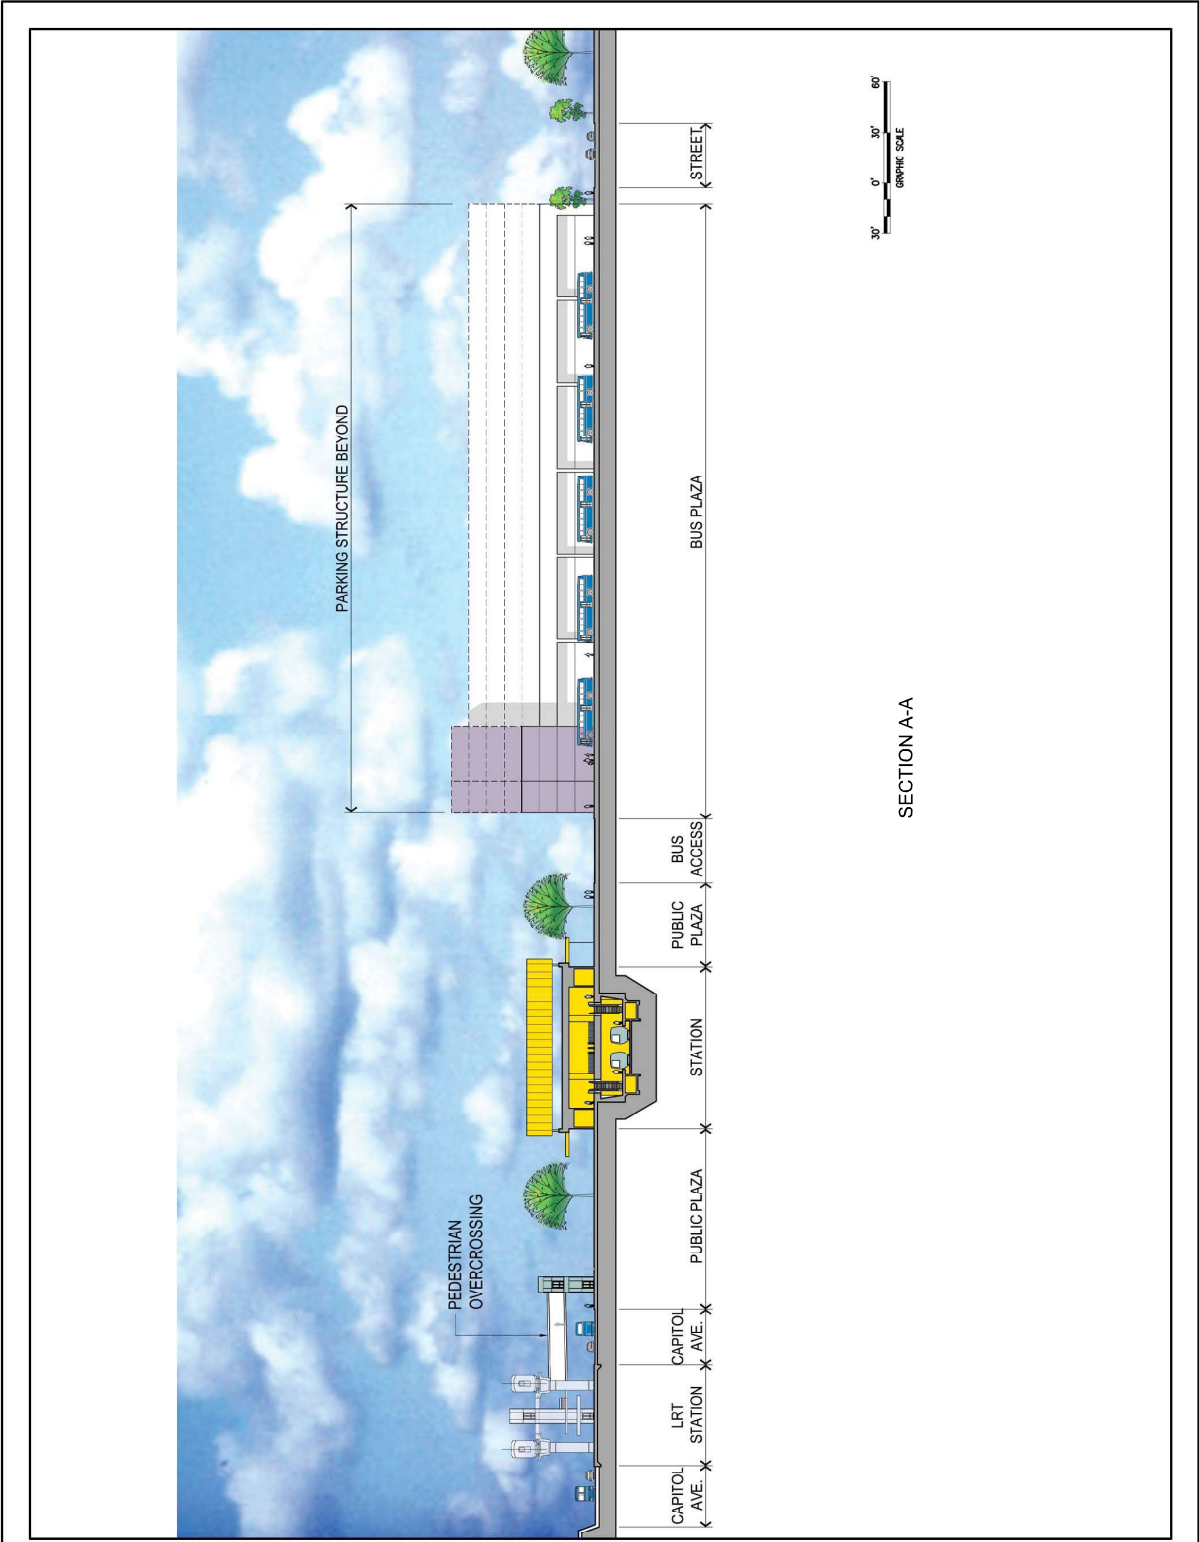 PARKING STRUCTURE BEYOND
PEDESTRIAN
OVERCROSSING
CAPITOL
AVE.
LRT
STATION
CAPITOL
AVE.
PUBLIC PLAZA
STATION
PUBLIC
PLAZA
BUS
ACCESS
BUS PLAZA
STREET
30' 0' 30' 60'
GRAPHIC SCALE
SECTION A-A